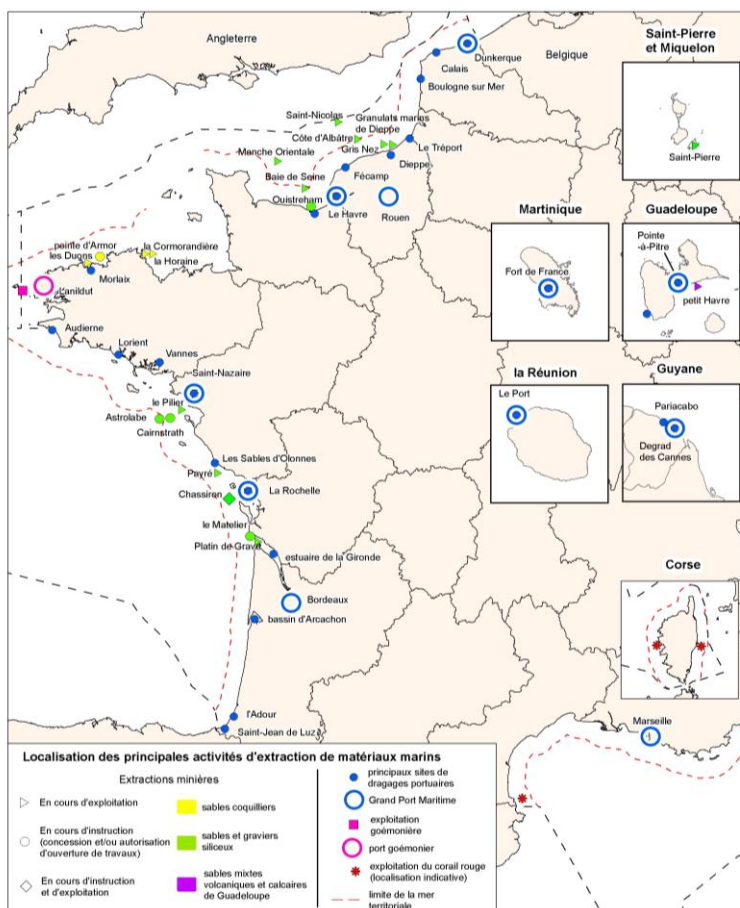 Angleterre
Belgique
Dunkerque
Calais
Boulogne sur Mer
Saint-Nicolas
Granulats marins
de Dieppe
Côte d'Albâtre
Gris Nez
Le Tréport
Manche Orientale
Dieppe
Baie de Seine
Fécamp
Ouistreham
Le Havre
Rouen
pointe d'Armor
les Duons
la Cormorandière
la Horaine
Morlaix
Lanildut
Audierne
Lorient
Vannes
Saint-Nazaire
le Pilier
Astrolabe
Cairnstrath
Les Sables d'Olonnes
Payré
Chassiron
La Rochelle
le Matelier
Platin de Grave
estuaire de la Gironde
Bordeaux
bassin d'Arcachon
l'Adour
Saint-Jean de Luz
Marseille
Saint-Pierre
et Miquelon
Saint-Pierre
Martinique
Fort de France
Guadeloupe
Pointe
-à-Pitre
petit Havre
la Réunion
Le Port
Guyane
Pariacabo
Degrad
des Cannes
Corse
Localisation des principales activités d'extraction de matériaux marins
Extractions minières
En cours d'exploitation
En cours d'instruction
(concession et/ou autorisation
d'ouverture de travaux)
En cours d'instruction
et d'exploitation
sables coquilliers
sables et graviers
siliceux
sables mixtes
volcaniques et calcaires
de Guadeloupe
principaux sites de
dragages portuaires
Grand Port Maritime
exploitation
goémonière
port goémonier
exploitation du corail rouge
(localisation indicative)
limite de la mer
territoriale